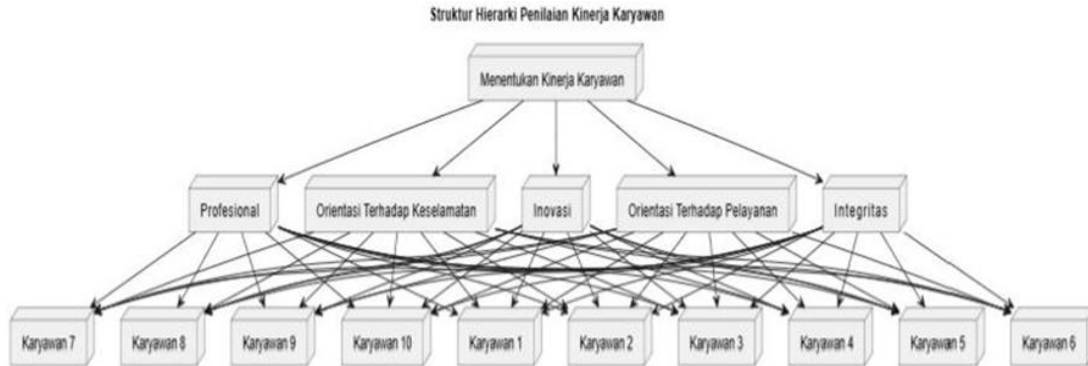 Struktur Hierarki Penilaian Kinerja Karyawan
Menentukan Kinerja Karyawan
Profesional
Orientasi Terhadap Keselamatan
Inovasi
Orientasi Terhadap Pelayanan
Integritas
Karyawan 7
Karyawan 8
Karyawan 9
Karyawan 10
Karyawan 1
Karyawan 2
Karyawan 3
Karyawan 4
Karyawan 5
Karyawan 6